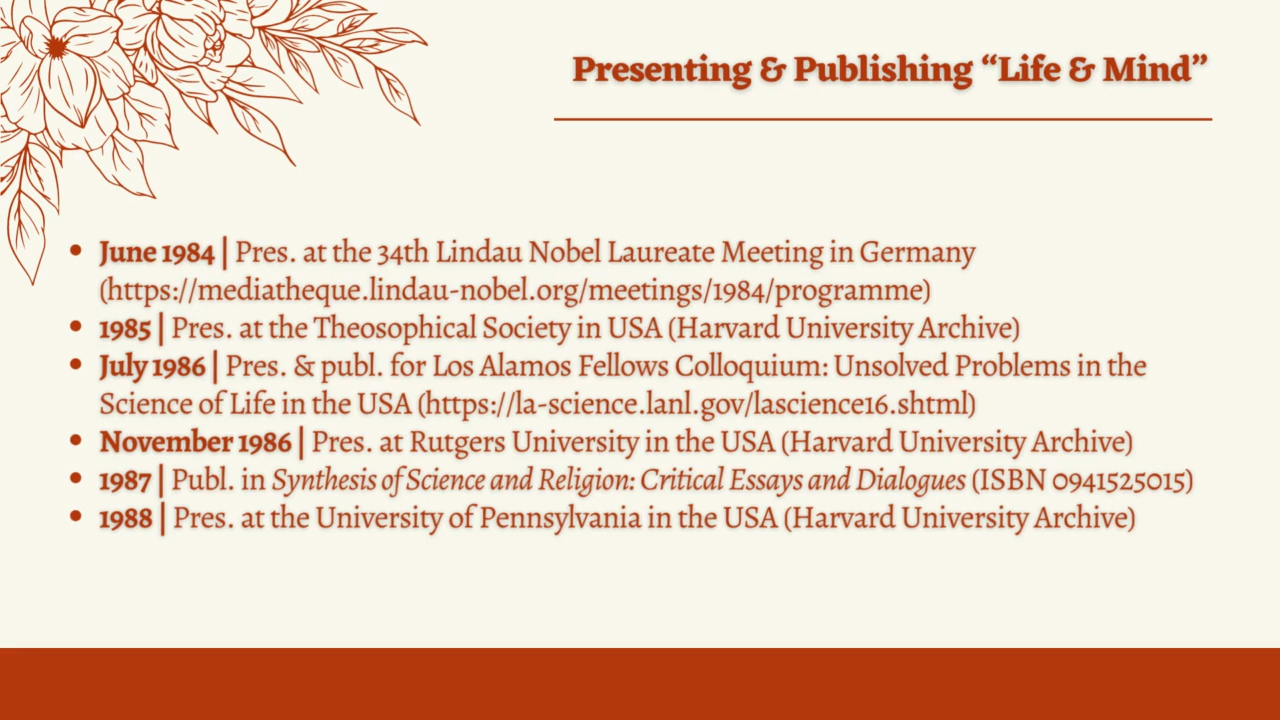 Presenting & Publishing “Life & Mind”
• June 1984 | Pres. at the 34th Lindau Nobel Laureate Meeting in Germany
(https://mediatheque.lindau-nobel.org/meetings/1984/programme)
• 1985 | Pres. at the Theosophical Society in USA (Harvard University Archive)
• July 1986 | Pres. & publ. for Los Alamos Fellows Colloquium: Unsolved Problems in the
Science of Life in the USA (https://la-science.lanl.gov/lascience16.shtml)
• November 1986 | Pres. at Rutgers University in the USA (Harvard University Archive)
• 1987 | Publ. in Synthesis of Science and Religion: Critical Essays and Dialogues (ISBN 0941525015)
• 1988 | Pres. at the University of Pennsylvania in the USA (Harvard University Archive)